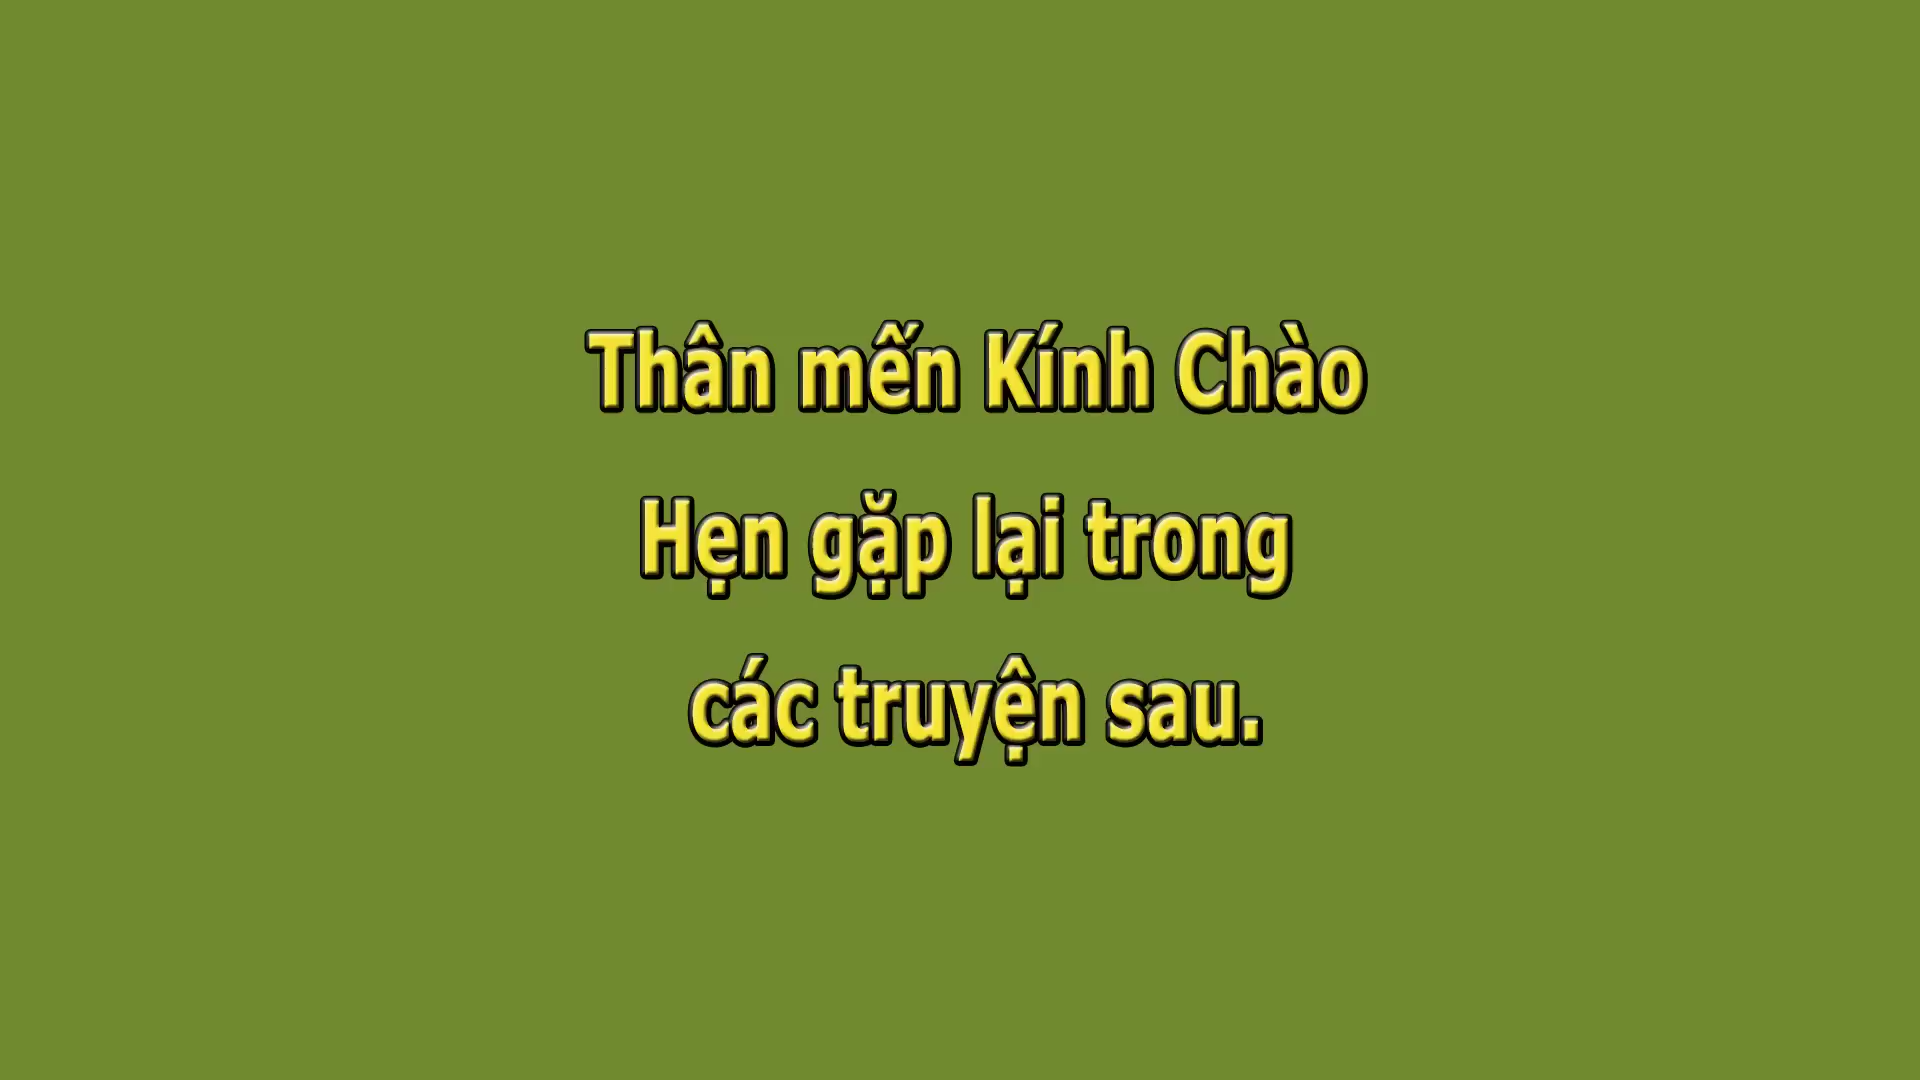 Thân mến Kính Chào
Hẹn gặp lại trong
các truyện sau.